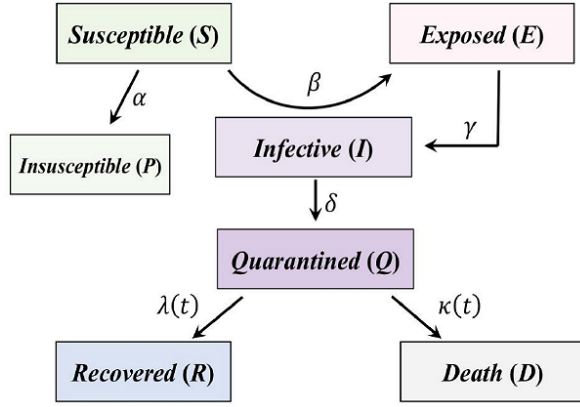 Susceptible (S)
Exposed (E)
α
β
γ
Insusceptible (P)
Infective (I)
δ
Quarantined (Q)
λ(t)
κ(t)
Recovered (R)
Death (D)